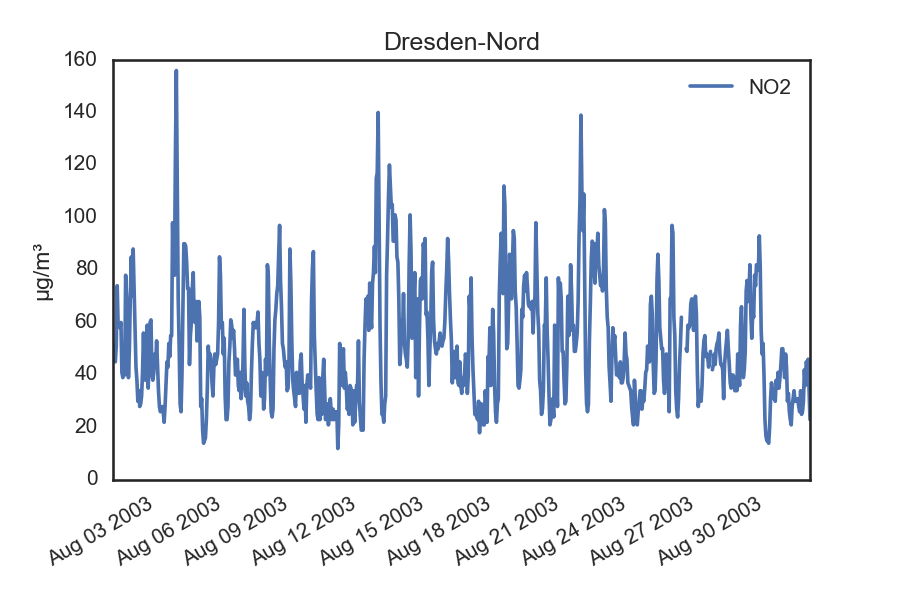 Dresden-Nord
NO2
µg/m³
160
140
120
100
80
60
40
20
0
Aug 03 2003
Aug 06 2003
Aug 09 2003
Aug 12 2003
Aug 15 2003
Aug 18 2003
Aug 21 2003
Aug 24 2003
Aug 27 2003
Aug 30 2003